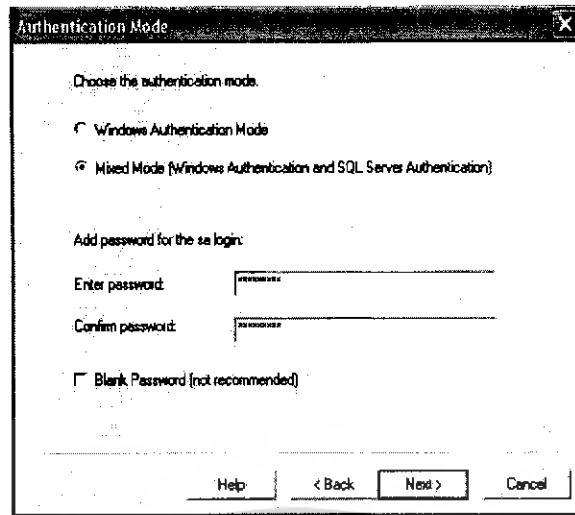 Authentication Mode
Choose the authentication mode.
Windows Authentication Mode
Mixed Mode (Windows Authentication and SQL Server Authentication)
Add password for the sa login:
Enter password: ********
Confirm password: ********
Blank Password (not recommended)
Help < Back Next > Cancel